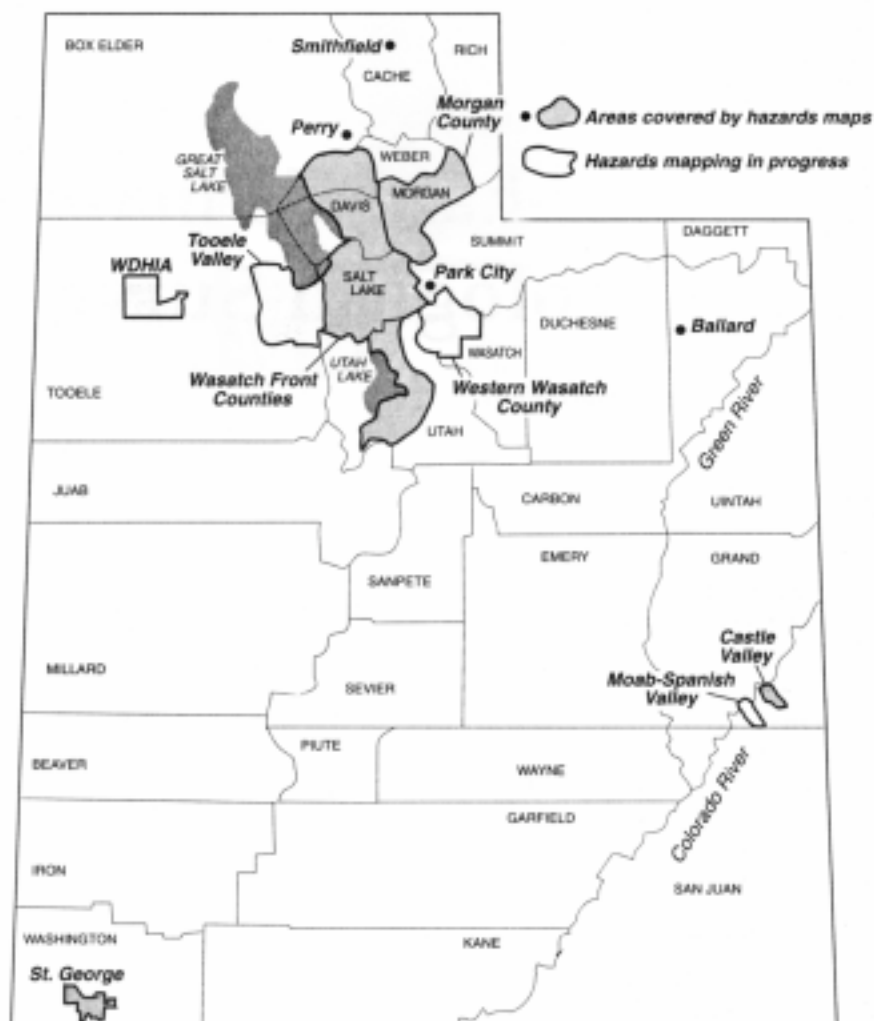 BOX ELDER
Smithfield
RICH
CACHE
Morgan
County
Areas covered by hazards maps
Perry
WEBER
Hazards mapping in progress
GREAT
SALT
LAKE
MORGAN
DAVIS
DAGGETT
SUMMIT
Tooele
Valley
WDHIA
Park City
SALT
LAKE
DUCHESNE
Ballard
WASATCH
UTAH
LAKE
Wasatch Front
Counties
Western Wasatch
County
TOOELE
Green River
UTAH
JUAB
CARBON
UINTAH
EMERY
GRAND
SANPETE
Castle
Valley
MILLARD
Moab-Spanish
Valley
SEVIER
PIUTE
BEAVER
WAYNE
Colorado River
GARFIELD
IRON
SAN JUAN
WASHINGTON
KANE
St. George